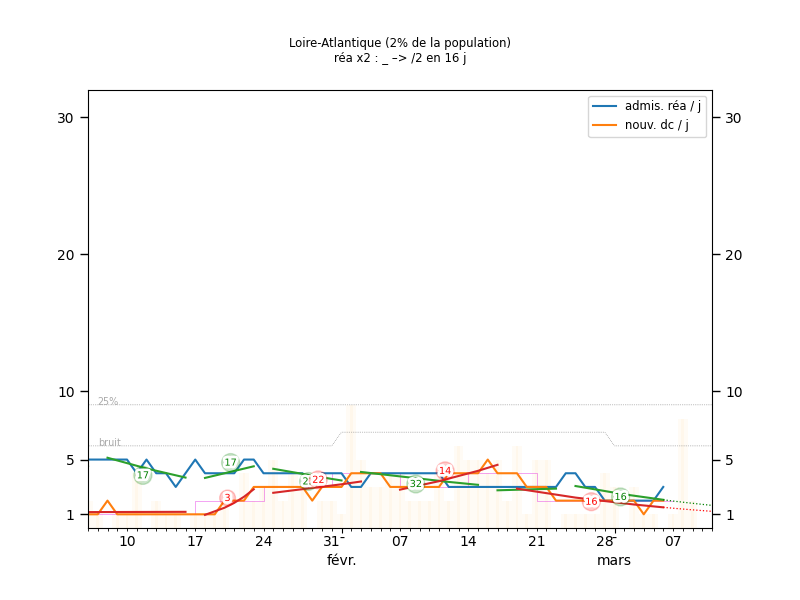 Loire-Atlantique (2% de la population)
réa x2 : _ –> /2 en 16 j
admis. réa / j
nouv. dc / j
30 30
20 20
10 10
25%
bruit
5 5
17 17 22 32 14 16 16
3
1 1
10 17 24 31 07 14 21 28 07
févr. mars